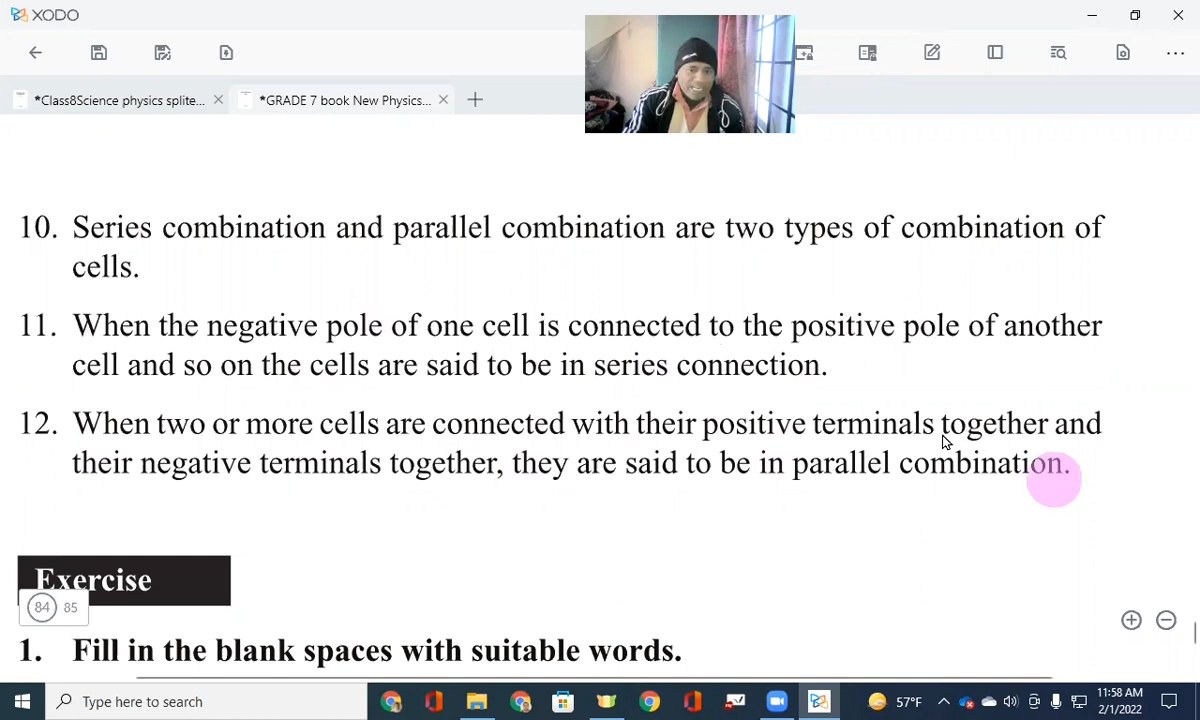 XODO
*Class8Science physics splite...
*GRADE 7 book New Physics...
10. Series combination and parallel combination are two types of combination of
cells.
11. When the negative pole of one cell is connected to the positive pole of another
cell and so on the cells are said to be in series connection.
12. When two or more cells are connected with their positive terminals together and
their negative terminals together, they are said to be in parallel combination.
Exercise
84 85
1. Fill in the blank spaces with suitable words.
Type here to search
57°F
11:58 AM
2/1/2022